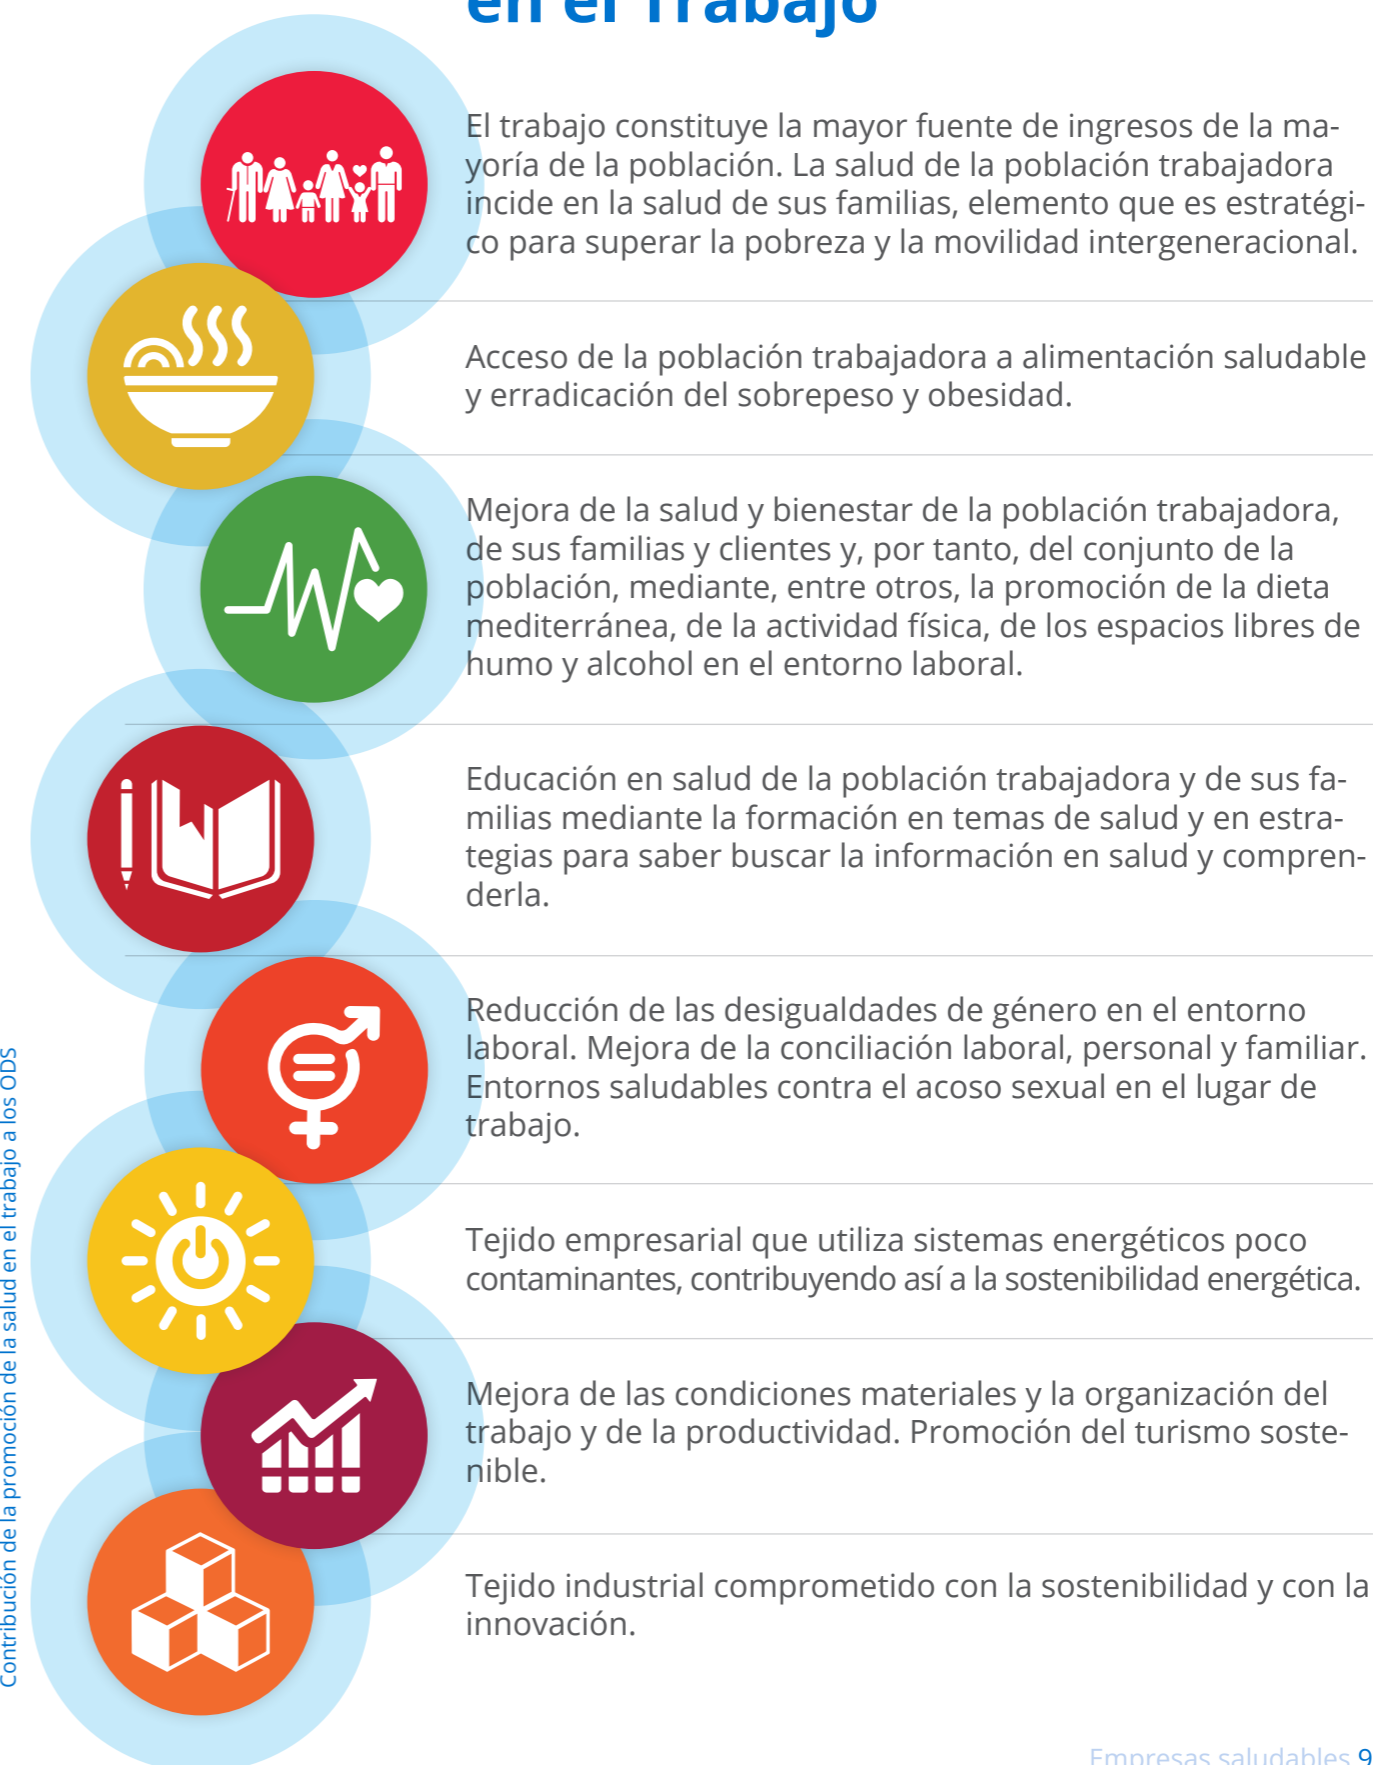 en el Trabajo
El trabajo constituye la mayor fuente de ingresos de la ma-
yoría de la población. La salud de la población trabajadora
incide en la salud de sus familias, elemento que es estratégi-
co para superar la pobreza y la movilidad intergeneracional.
Acceso de la población trabajadora a alimentación saludable
y erradicación del sobrepeso y obesidad.
Mejora de la salud y bienestar de la población trabajadora,
de sus familias y clientes y, por tanto, del conjunto de la
población, mediante, entre otros, la promoción de la dieta
mediterránea, de la actividad física, de los espacios libres de
humo y alcohol en el entorno laboral.
Educación en salud de la población trabajadora y de sus fa-
milias mediante la formación en temas de salud y en estra-
tegias para saber buscar la información en salud y compren-
derla.
Reducción de las desigualdades de género en el entorno
laboral. Mejora de la conciliación laboral, personal y familiar.
Entornos saludables contra el acoso sexual en el lugar de
trabajo.
Tejido empresarial que utiliza sistemas energéticos poco
contaminantes, contribuyendo así a la sostenibilidad energética.
Mejora de las condiciones materiales y la organización del
trabajo y de la productividad. Promoción del turismo soste-
nible.
Tejido industrial comprometido con la sostenibilidad y con la
innovación.
Contribución de la promoción de la salud en el trabajo a los ODS
Empresas saludables 9